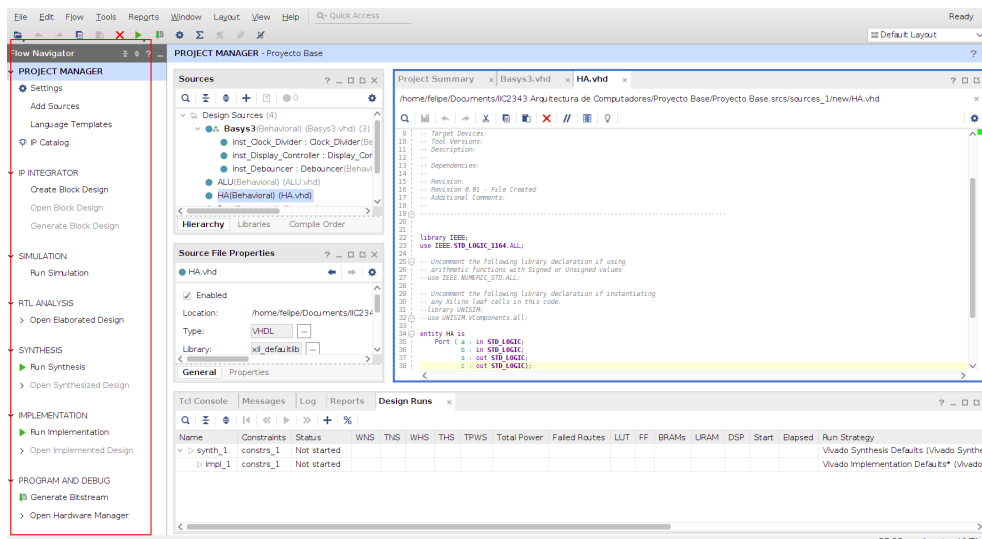 File Edit Flow Tools Reports Window Layout View Help Q- Quick Access Ready
Default Layout
Flow Navigator ? _
PROJECT MANAGER
Settings
Add Sources
Language Templates
IP Catalog
IP INTEGRATOR
Create Block Design
Open Block Design
Generate Block Design
SIMULATION
Run Simulation
RTL ANALYSIS
> Open Elaborated Design
SYNTHESIS
Run Synthesis
> Open Synthesized Design
IMPLEMENTATION
Run Implementation
> Open Implemented Design
PROGRAM AND DEBUG
Generate Bitstream
> Open Hardware Manager
PROJECT MANAGER - Proyecto Base ?
Sources ? _
0
Design Sources (4)
Basys3(Behavioral) (Basys3.vhd) (3)
inst_Clock_Divider : Clock_Divider(Be
inst_Display_Controller : Display_Cor
inst_Debouncer : Debouncer(Behavi
ALU(Behavioral) (ALU.vhd)
HA(Behavioral) (HA.vhd)
Hierarchy Libraries Compile Order
Source File Properties ? _
HA.vhd
Enabled
Location: /home/felipe/Documents/IIC234
Type: VHDL ...
Library: xil_defaultlib ...
General Properties
Project Summary × Basys3.vhd × HA.vhd × ?
/home/felipe/Documents/IIC2343 Arquitectura de Computadores/Proyecto Base/Proyecto Base.srcs/sources_1/new/HA.vhd ×
9 -- Target Devices:
10 -- Tool Versions:
11 -- Description:
12 --
13 -- Dependencies:
14 --
15 -- Revision:
16 -- Revision 0.01 - File Created
17 -- Additional Comments:
18 --
19 ----------------------------------------------------------------------------------
20
21
22 library IEEE;
23 use IEEE.STD_LOGIC_1164.ALL;
24
25 -- Uncomment the following library declaration if using
26 -- arithmetic functions with Signed or Unsigned values
27 --use IEEE.NUMERIC_STD.ALL;
28
29 -- Uncomment the following library declaration if instantiating
30 -- any Xilinx leaf cells in this code.
31 --library UNISIM;
32 --use UNISIM.VComponents.all;
33
34 entity HA is
35 Port ( a : in STD_LOGIC;
36 b : in STD_LOGIC;
37 s : out STD_LOGIC;
38 c : out STD_LOGIC);
Tcl Console Messages Log Reports Design Runs × ? _
Name Constraints Status WNS TNS WHS THS TPWS Total Power Failed Routes LUT FF BRAMs URAM DSP Start Elapsed Run Strategy
synth_1 constrs_1 Not started Vivado Synthesis Defaults (Vivado Synthe
impl_1 constrs_1 Not started Vivado Implementation Defaults* (Vivado